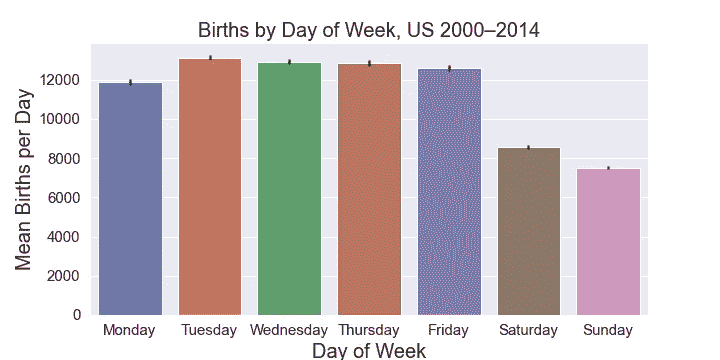 Births by Day of Week, US 2000–2014
Mean Births per Day
12000
10000
8000
6000
4000
2000
0
Monday Tuesday Wednesday Thursday Friday Saturday Sunday
Day of Week